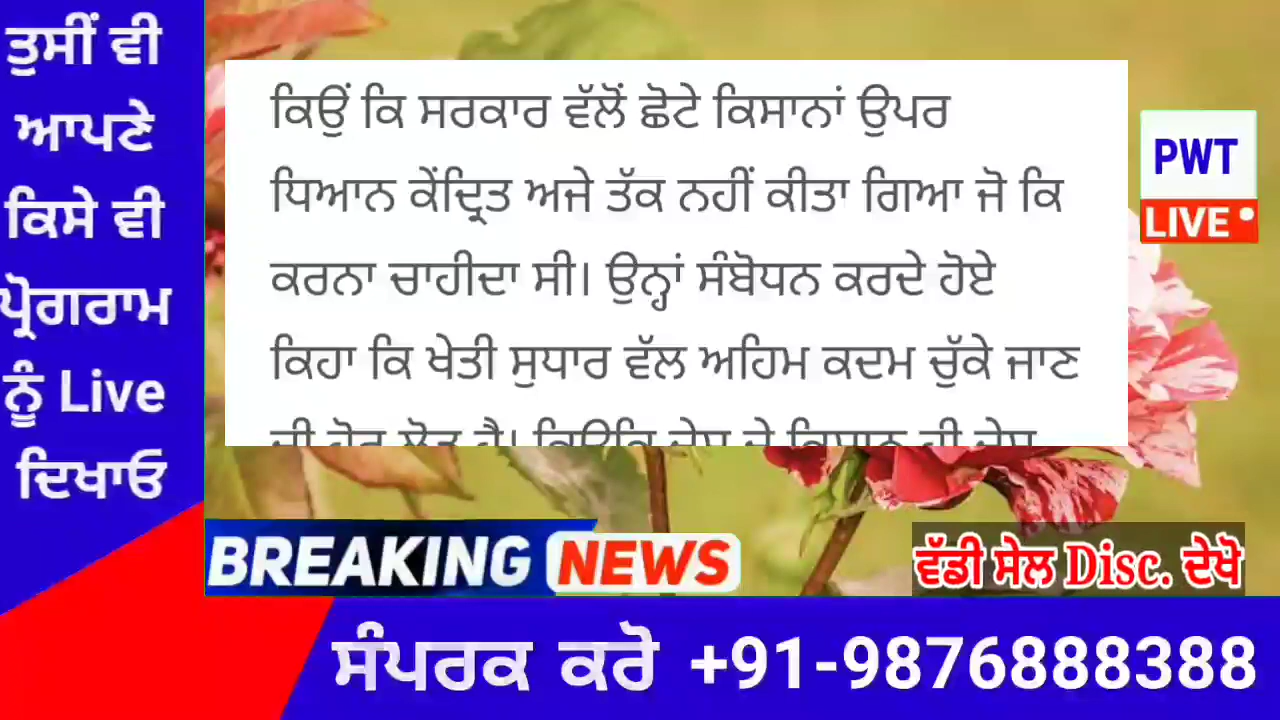 ਤੁਸੀਂ ਵੀ
ਆਪਣੇ
ਕਿਸੇ ਵੀ
ਪ੍ਰੋਗਰਾਮ
ਨੂੰ Live
ਦਿਖਾਓ
ਕਿਉਂ ਕਿ ਸਰਕਾਰ ਵੱਲੋਂ ਛੋਟੇ ਕਿਸਾਨਾਂ ਉਪਰ
ਧਿਆਨ ਕੇਂਦ੍ਰਿਤ ਅਜੇ ਤੱਕ ਨਹੀਂ ਕੀਤਾ ਗਿਆ ਜੋ ਕਿ
ਕਰਨਾ ਚਾਹੀਦਾ ਸੀ। ਉਨ੍ਹਾਂ ਸੰਬੋਧਨ ਕਰਦੇ ਹੋਏ
ਕਿਹਾ ਕਿ ਖੇਤੀ ਸੁਧਾਰ ਵੱਲ ਅਹਿਮ ਕਦਮ ਚੁੱਕੇ ਜਾਣ
PWT
LIVE
BREAKING NEWS
ਵੱਡੀ ਸੇਲ Disc. ਦੇਖੋ
ਸੰਪਰਕ ਕਰੋ +91-9876888388